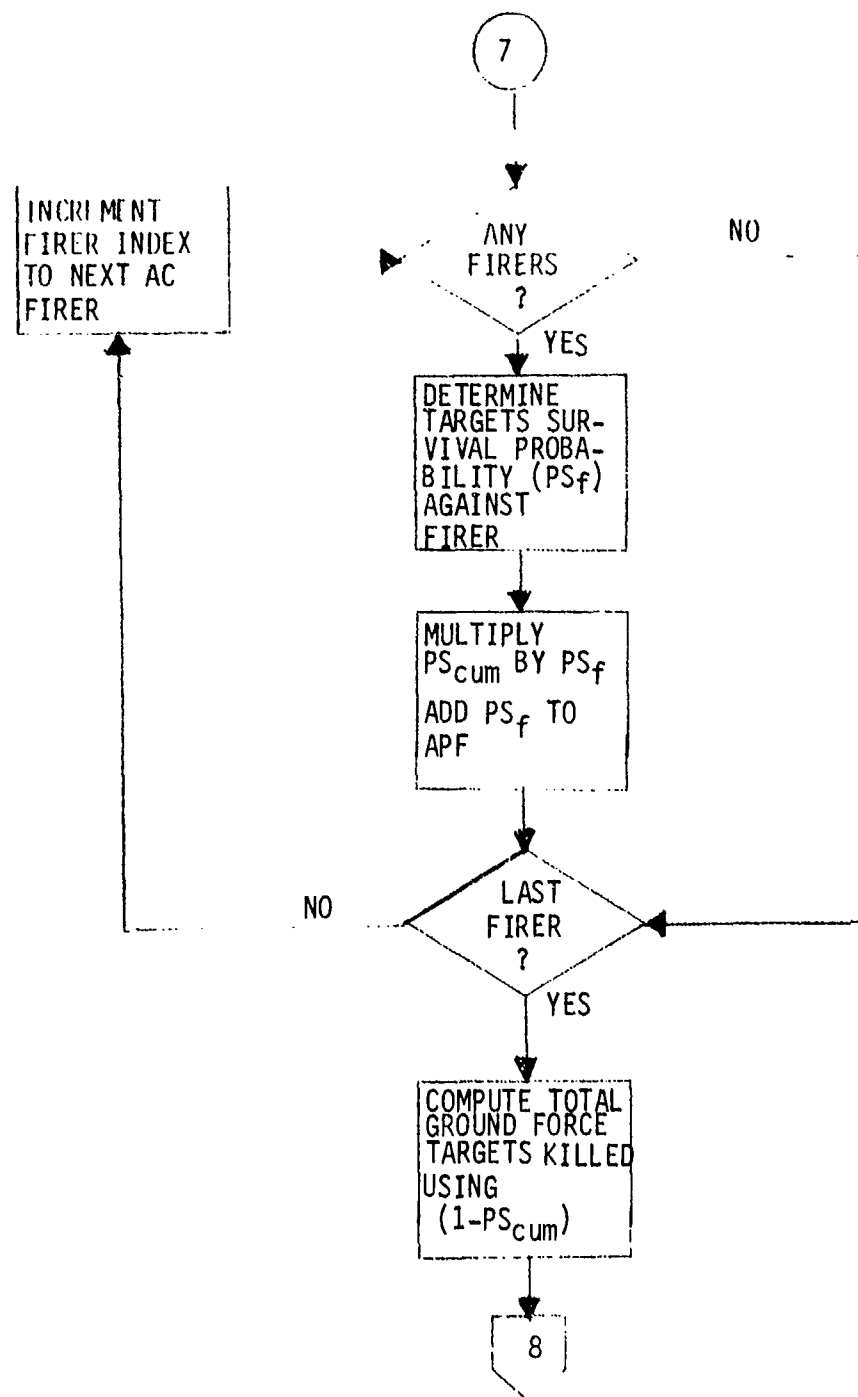 7
INCREMENT
FIRER INDEX
TO NEXT AC
FIRER
ANY
FIRERS
?
NO
YES
DETERMINE
TARGETS SUR-
VIVAL PROBA-
BILITY (PSf)
AGAINST
FIRER
MULTIPLY
PScum BY PSf
ADD PSf TO
APF
LAST
FIRER
?
NO
YES
COMPUTE TOTAL
GROUND FORCE
TARGETS KILLED
USING
(1-PScum)
8